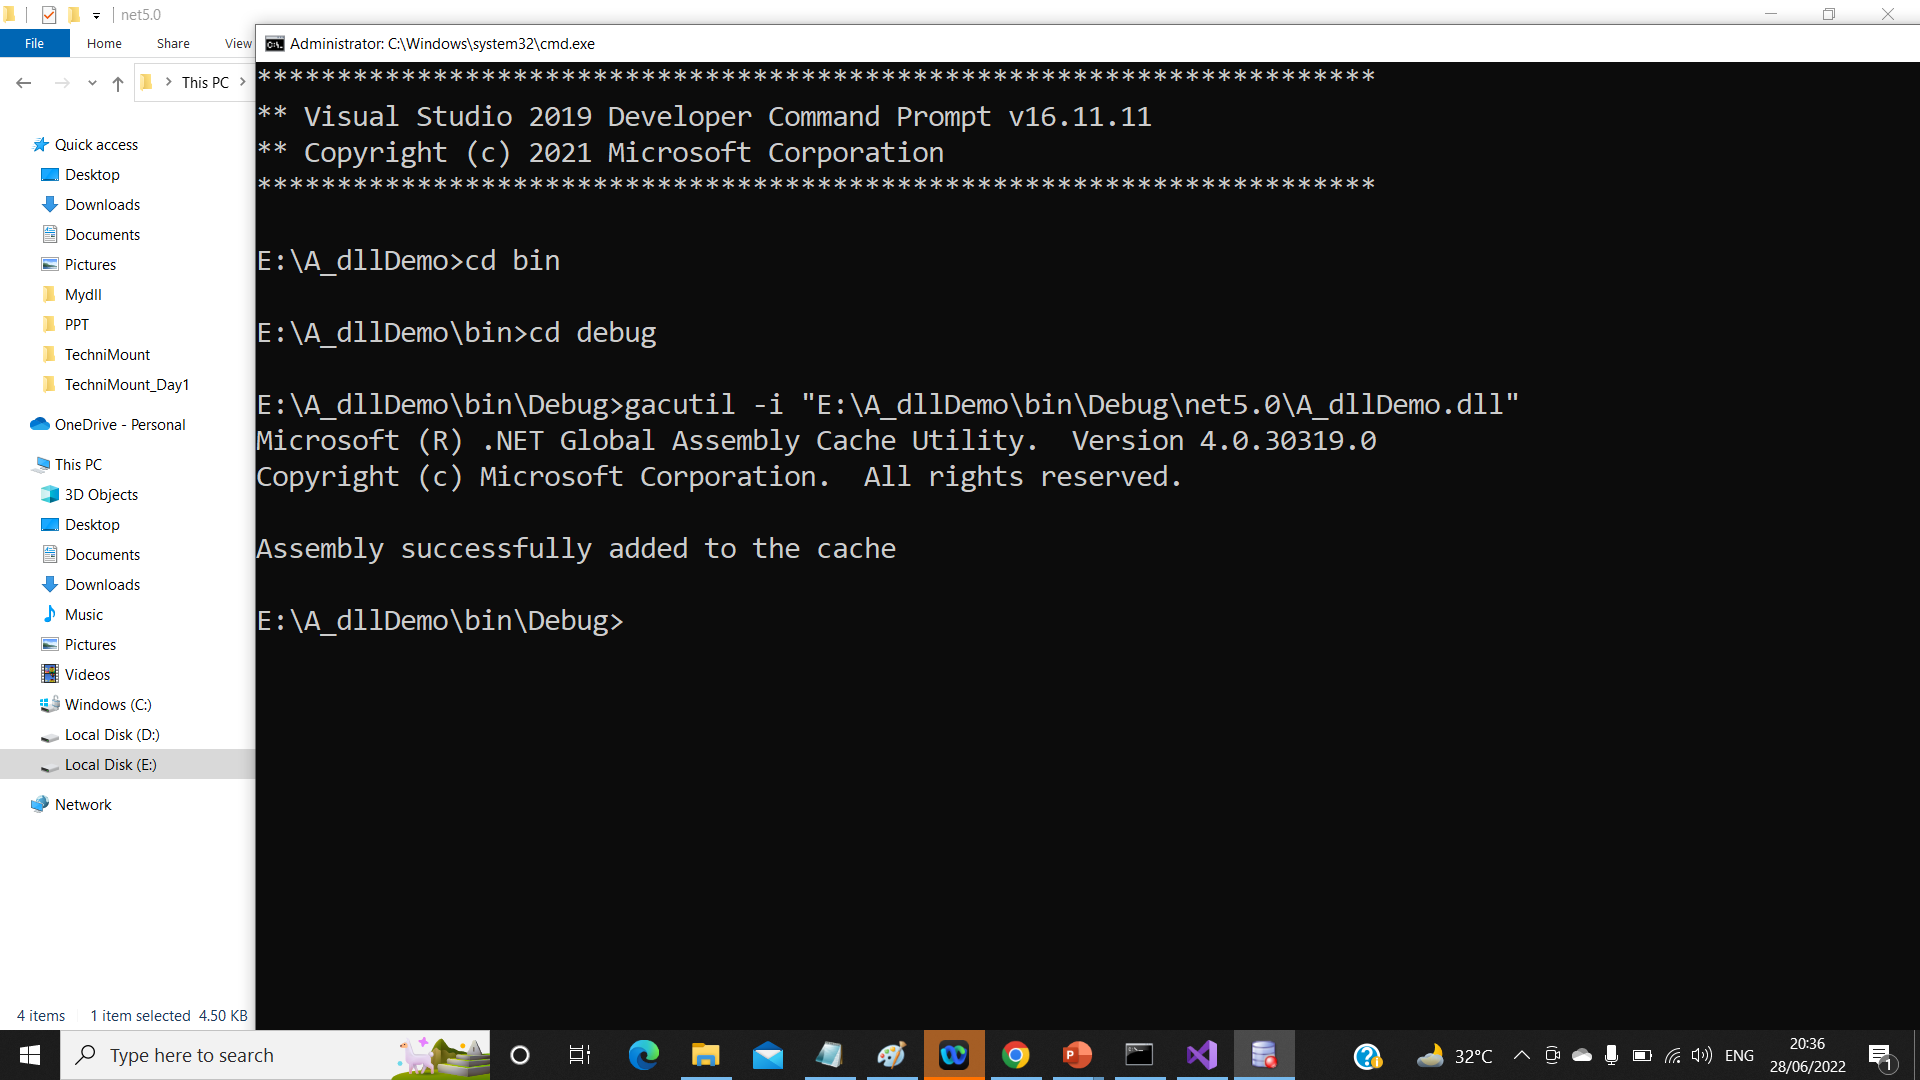 net5.0
File Home Share View
This PC
Quick access
Desktop
Downloads
Documents
Pictures
Mydll
PPT
TechniMount
TechniMount_Day1
OneDrive - Personal
This PC
3D Objects
Desktop
Documents
Downloads
Music
Pictures
Videos
Windows (C:)
Local Disk (D:)
Local Disk (E:)
Network
4 items 1 item selected 4.50 KB
Administrator: C:\Windows\system32\cmd.exe
**********************************************************************
** Visual Studio 2019 Developer Command Prompt v16.11.11
** Copyright (c) 2021 Microsoft Corporation
**********************************************************************
E:\A_dllDemo>cd bin
E:\A_dllDemo\bin>cd debug
E:\A_dllDemo\bin\Debug>gacutil -i "E:\A_dllDemo\bin\Debug\net5.0\A_dllDemo.dll"
Microsoft (R) .NET Global Assembly Cache Utility.  Version 4.0.30319.0
Copyright (c) Microsoft Corporation.  All rights reserved.
Assembly successfully added to the cache
E:\A_dllDemo\bin\Debug>
Type here to search
32°C
ENG
20:36
28/06/2022
1